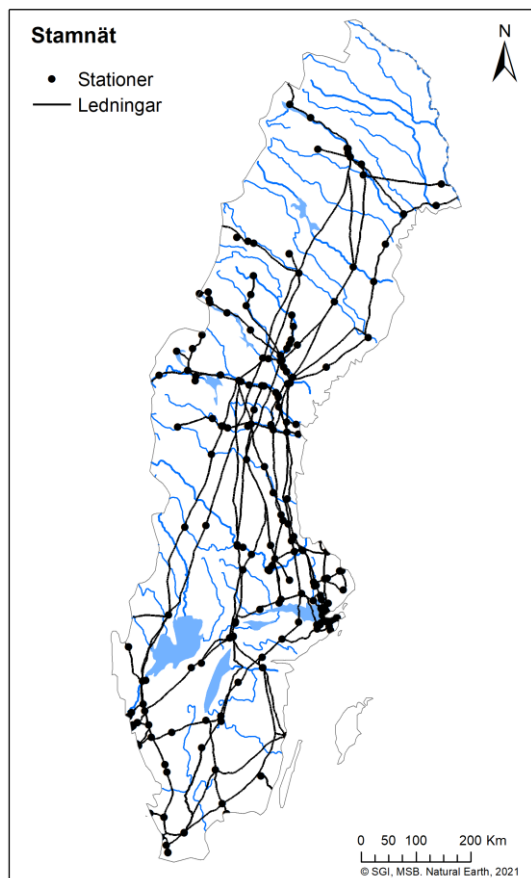 Stamnät
N
Stationer
Ledningar
0 50 100 200 Km
© SGI, MSB. Natural Earth, 2021